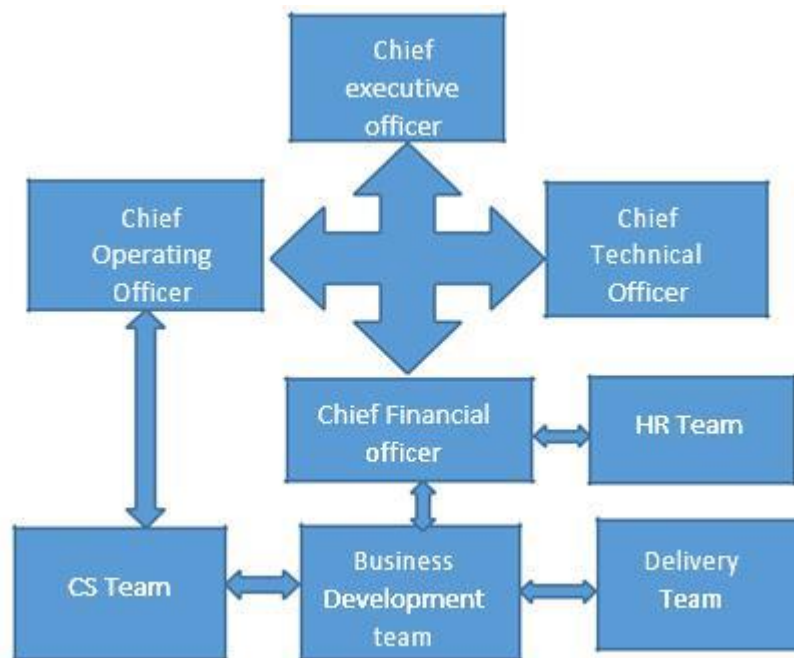 Chief
executive
officer
Chief
Operating
Officer
Chief
Technical
Officer
Chief Financial
officer
HR Team
CS Team
Business
Development
team
Delivery
Team